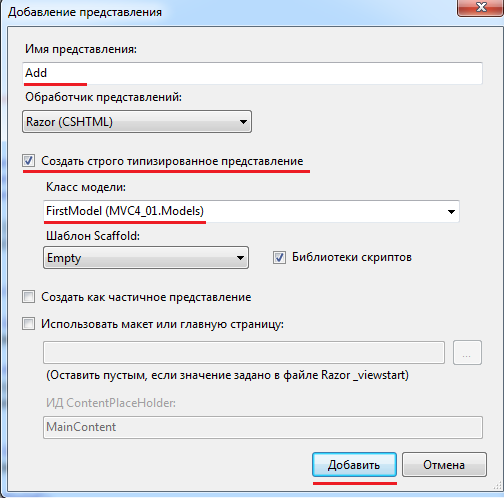 Добавление представления
Имя представления:
Add
Обработчик представлений:
Razor (CSHTML)
Создать строго типизированное представление
Класс модели:
FirstModel (MVC4_01.Models)
Шаблон Scaffold:
Empty
Библиотеки скриптов
Создать как частичное представление
Использовать макет или главную страницу:
...
(Оставить пустым, если значение задано в файле Razor _viewstart)
ИД ContentPlaceHolder:
MainContent
Добавить
Отмена